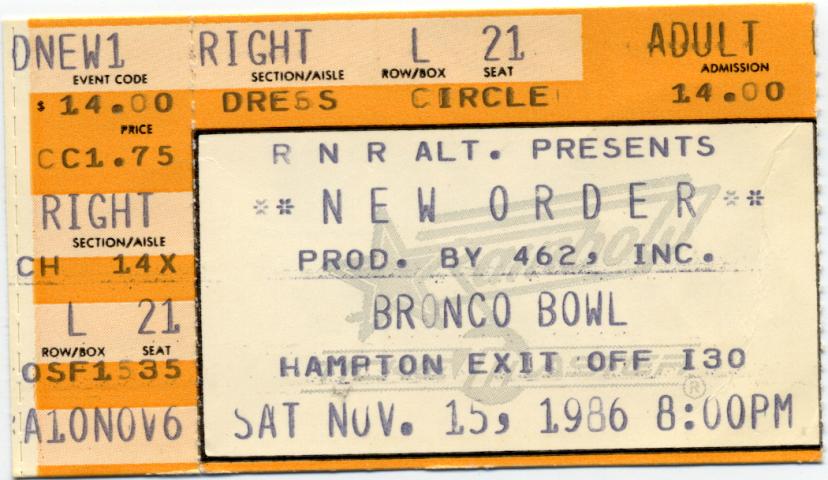 DNEW1
EVENT CODE
$ 14.00
PRICE
CC1.75
RIGHT
SECTION/AISLE
CH 14X
L 21
ROW/BOX SEAT
OSF1535
A10NOV6
RIGHT L 21 ADULT
SECTION/AISLE ROW/BOX SEAT ADMISSION
DRESS CIRCLE 14.00
R N R ALT. PRESENTS
** NEW ORDER **
PROD. BY 462, INC.
BRONCO BOWL
HAMPTON EXIT OFF I30
SAT NOV. 15, 1986 8:00PM
®